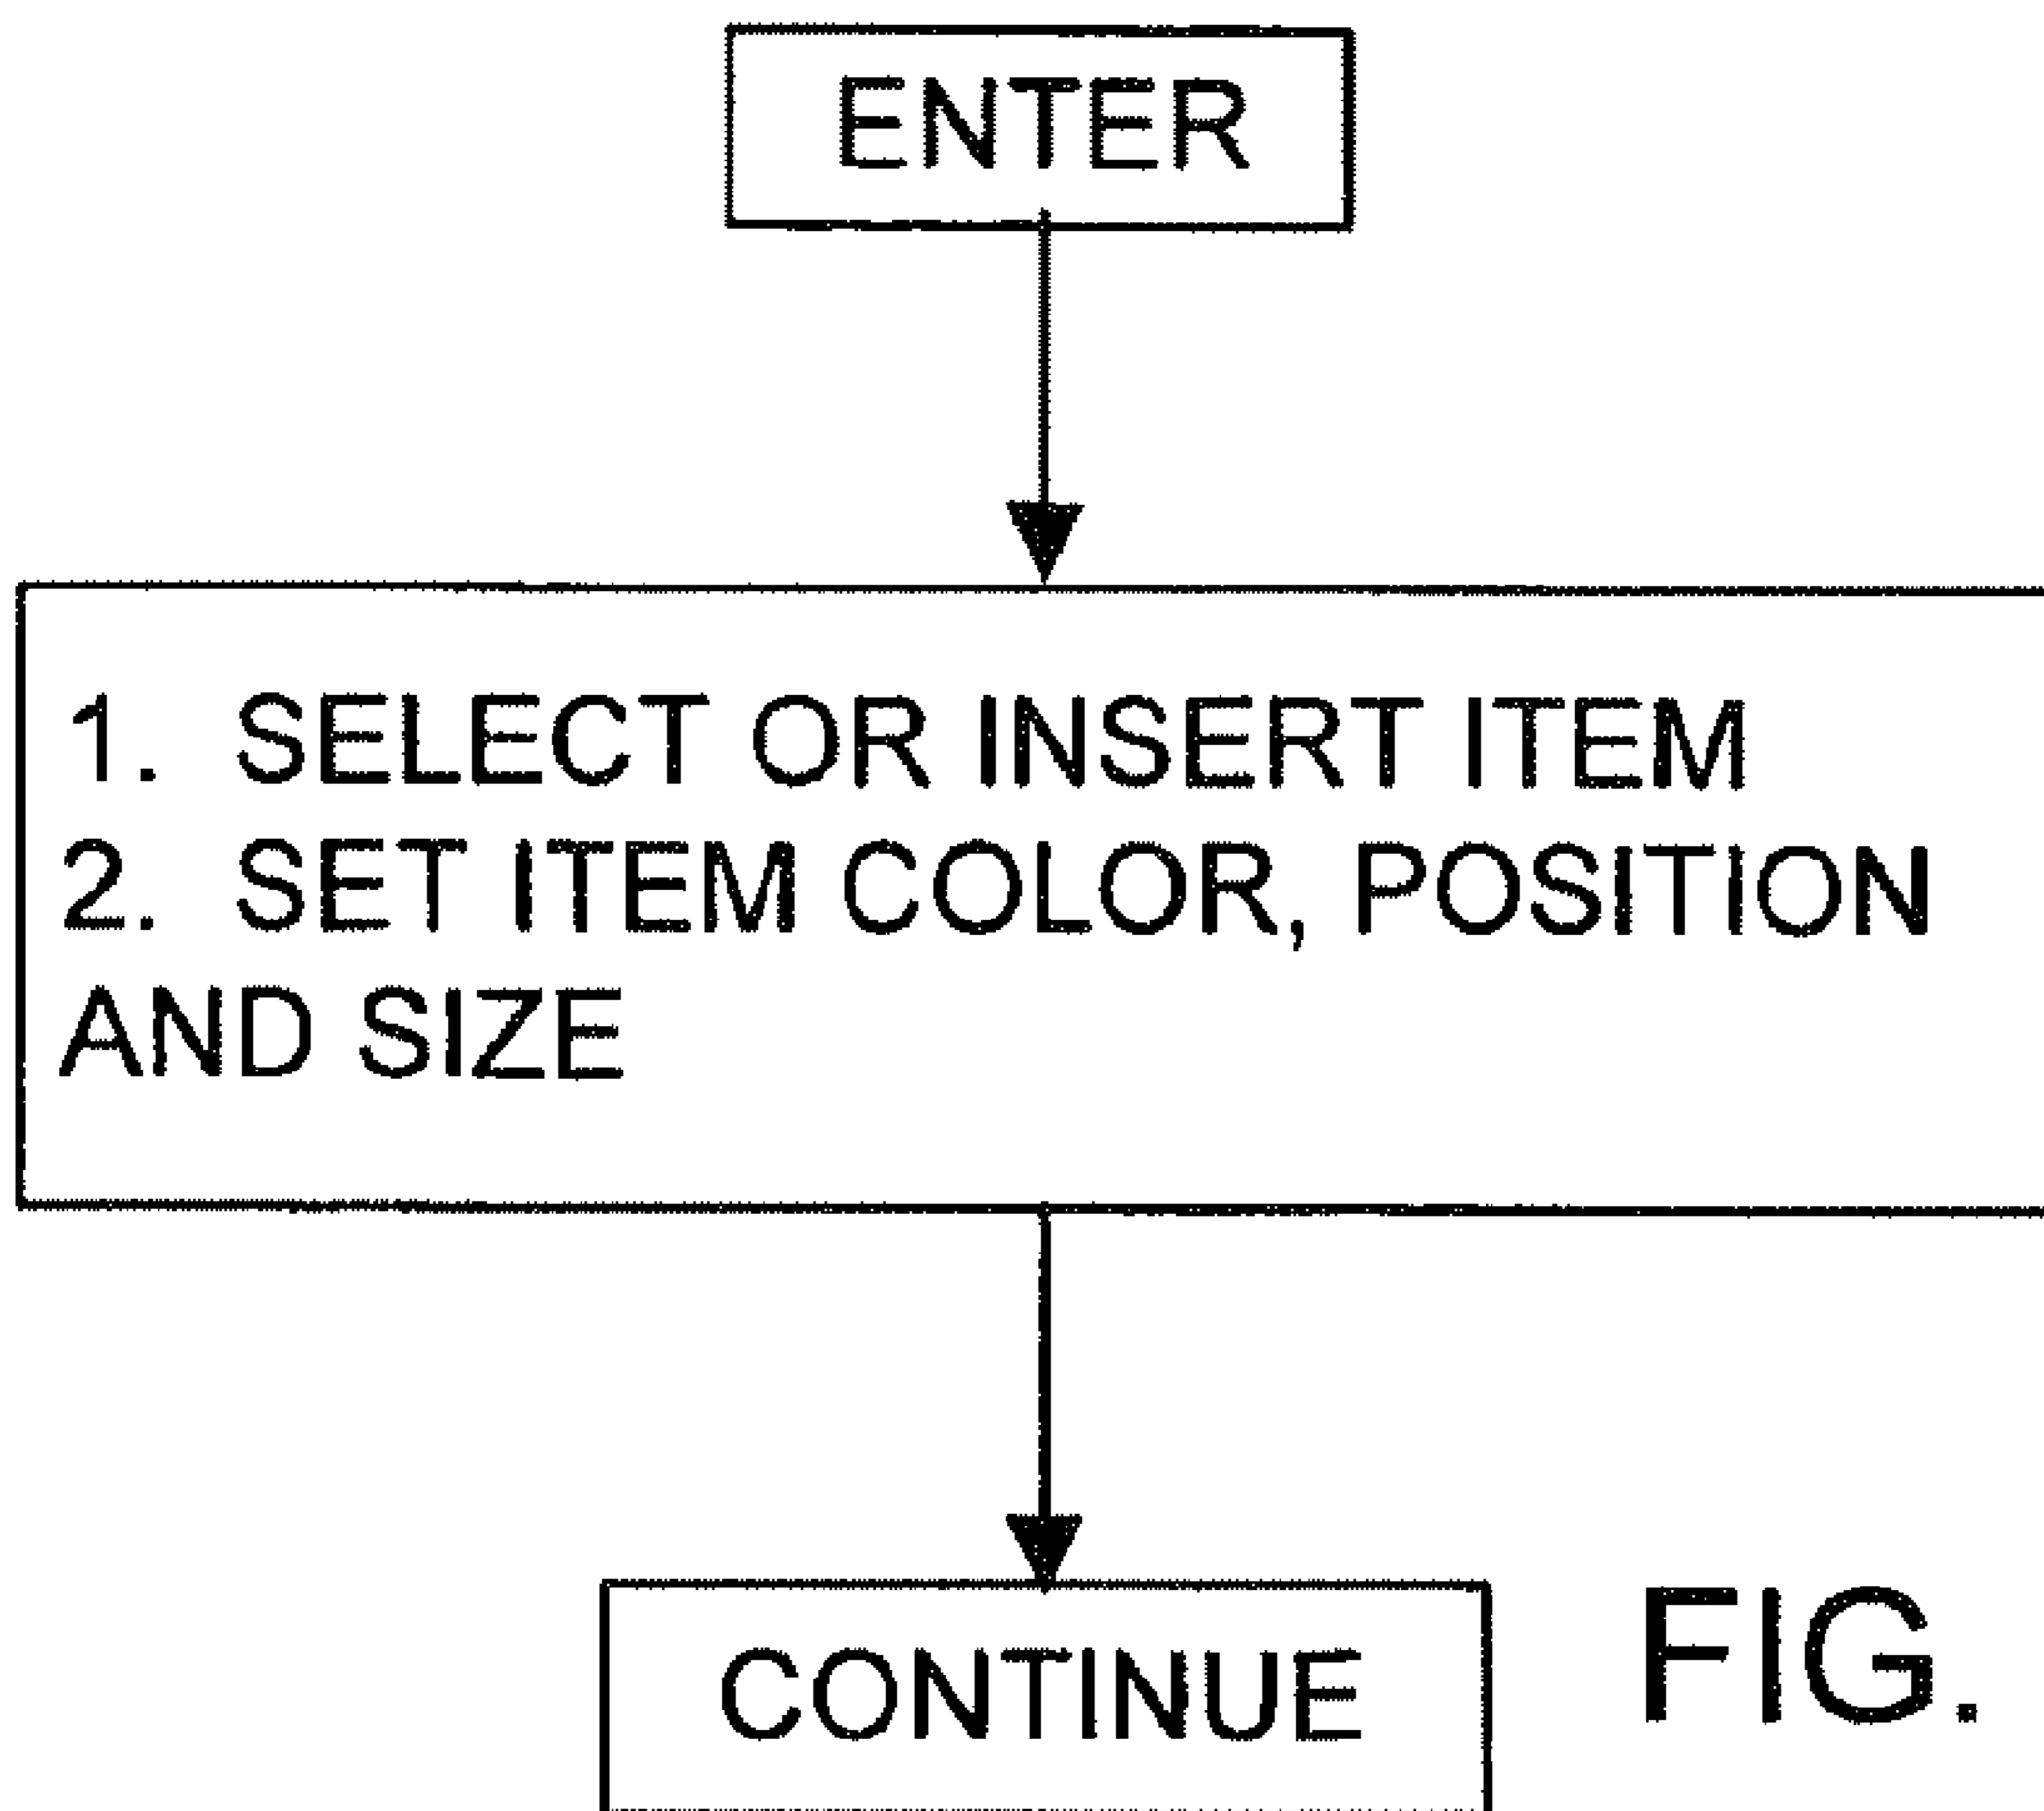 ENTER
1. SELECT OR INSERT ITEM
2. SET ITEM COLOR, POSITION
AND SIZE
CONTINUE
FIG.